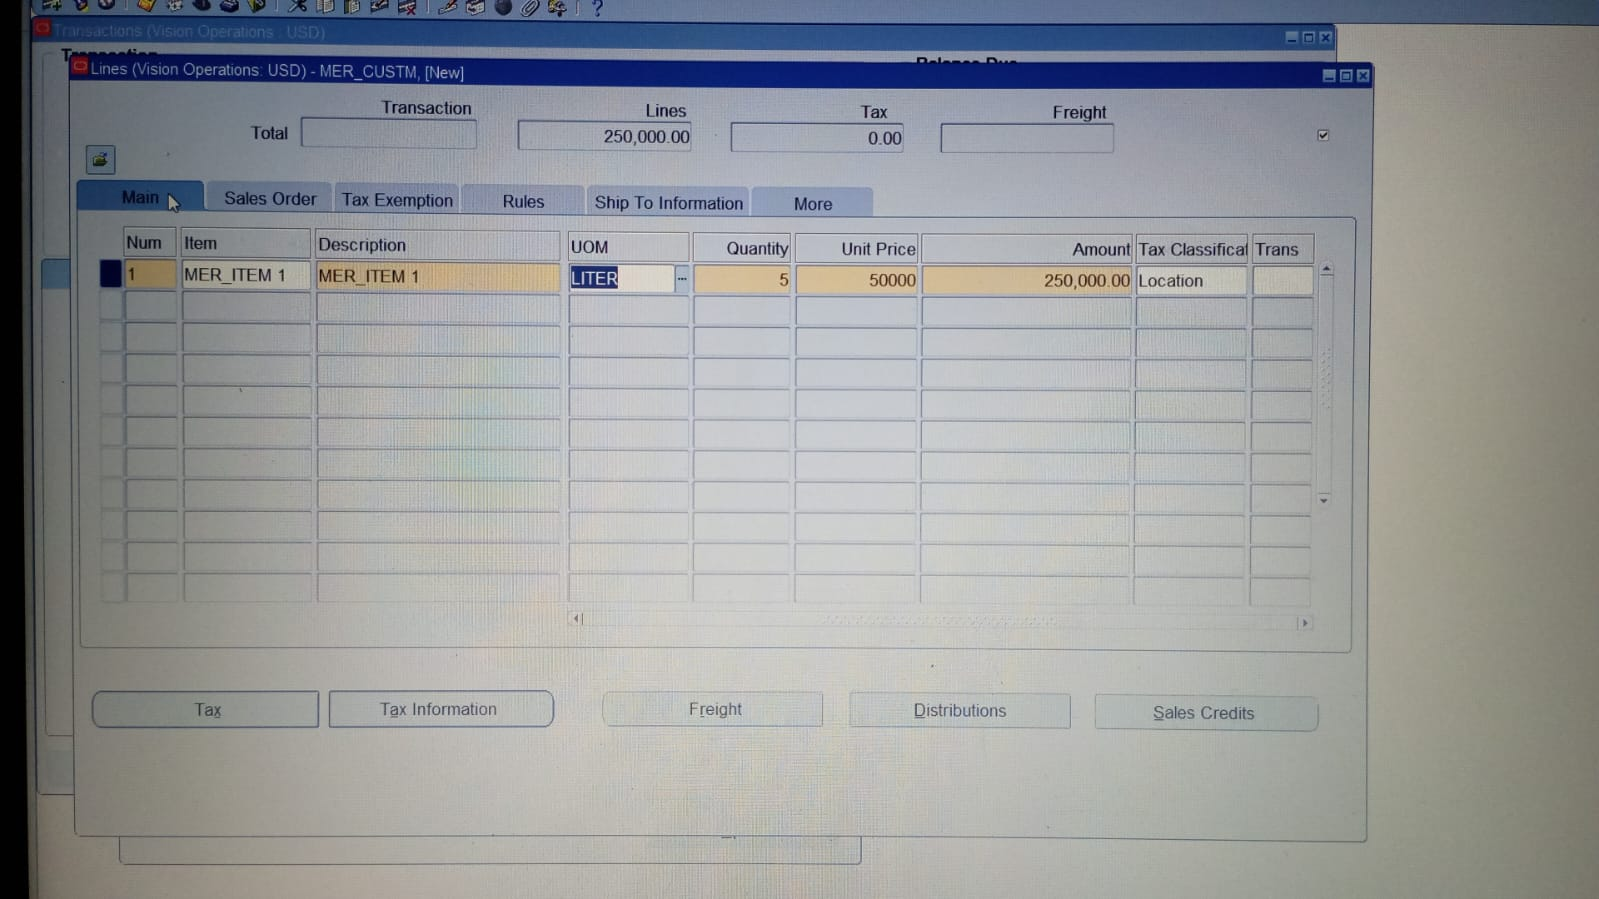 Transactions (Vision Operations : USD)
Lines (Vision Operations: USD) - MER_CUSTM, [New]
Transaction Lines Tax Freight
Total 250,000.00 0.00
Main Sales Order Tax Exemption Rules Ship To Information More
Num Item Description UOM Quantity Unit Price Amount Tax Classificat Trans
1 MER_ITEM 1 MER_ITEM 1 LITER ... 5 50000 250,000.00 Location
Tax Tax Information Freight Distributions Sales Credits